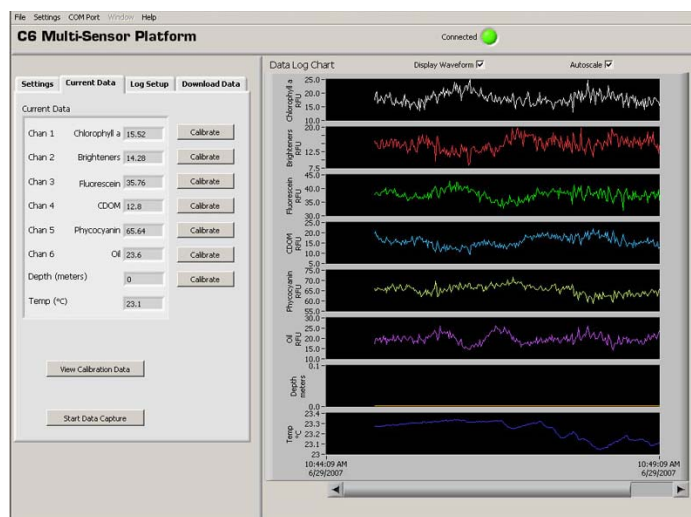 File Settings COM Port Window Help
C6 Multi-Sensor Platform
Connected
Settings Current Data Log Setup Download Data
Current Data
Chan 1 Chlorophyll a 15.52 Calibrate
Chan 2 Brighteners 14.28 Calibrate
Chan 3 Fluorescein 35.76 Calibrate
Chan 4 CDOM 12.8 Calibrate
Chan 5 Phycocyanin 65.64 Calibrate
Chan 6 Oil 23.6 Calibrate
Depth (meters) 0 Calibrate
Temp (°C) 23.1
View Calibration Data
Start Data Capture
Data Log Chart Display Waveform Autoscale
Chlorophyll a
RFU
25.0
20.0
15.0
10.0
Brighteners
RFU
20.0
12.5
7.5
Fluorescein
RFU
45.0
40.0
35.0
30.0
CDOM
RFU
25.0
20.0
15.0
10.0
5.0
Phycocyanin
RFU
75.0
70.0
65.0
60.0
55.0
Oil
RFU
30.0
25.0
20.0
15.0
10.0
Depth
meters
0.1
0.0
Temp
°C
23.4
23.3
23.2
23.1
23
10:44:09 AM
6/29/2007
10:49:09 AM
6/29/2007